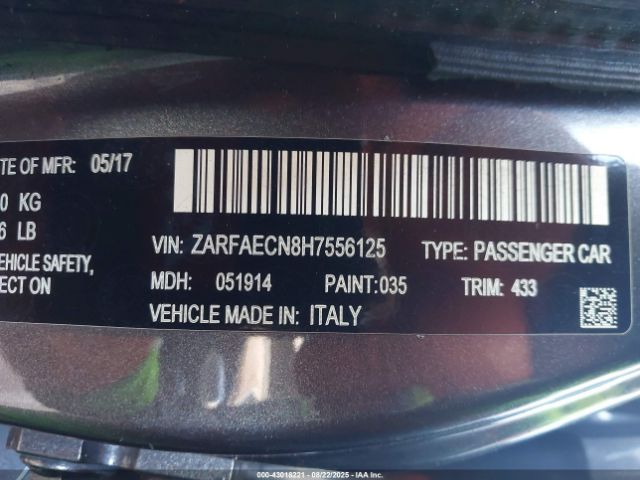 TE OF MFR: 05/17
0 KG
6 LB
EHICLE SAFETY,
ECT ON
VIN: ZARFAECN8H7556125 TYPE: PASSENGER CAR
MDH: 051914 PAINT:035 TRIM: 433
VEHICLE MADE IN: ITALY
000-43018221 - 08/22/2025 - © IAA Inc.